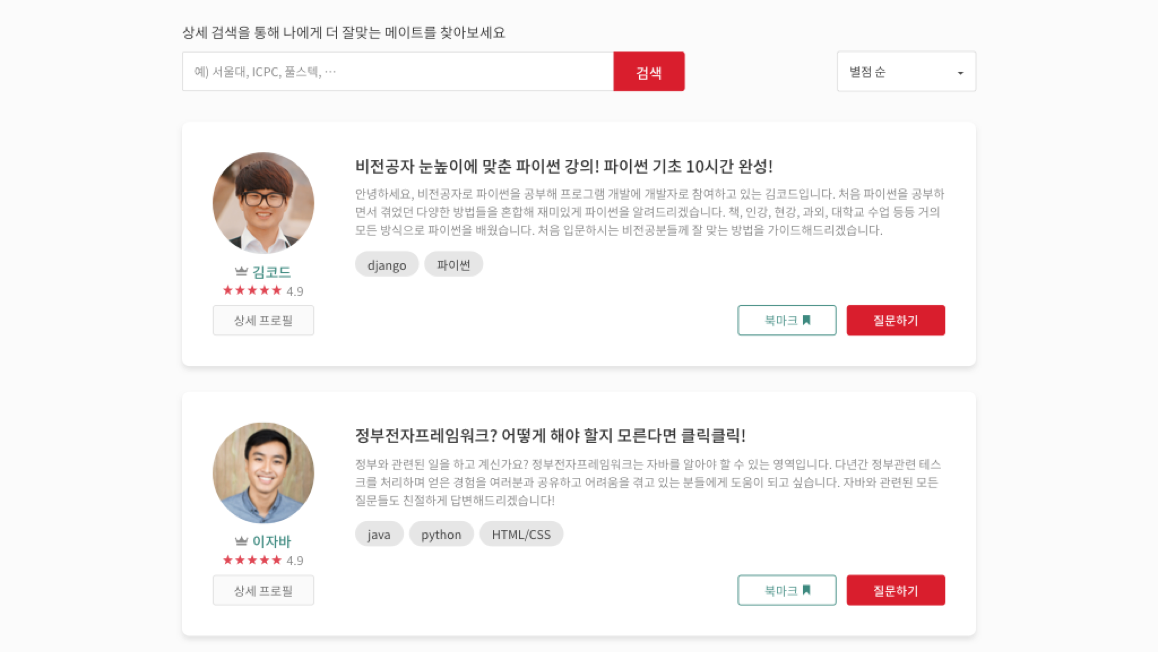 상세 검색을 통해 나에게 더 잘맞는 메이트를 찾아보세요
예) 서울대, ICPC, 풀스텍, …
검색
별점 순
비전공자 눈높이에 맞춘 파이썬 강의! 파이썬 기초 10시간 완성!
안녕하세요, 비전공자로 파이썬을 공부해 프로그램 개발에 개발자로 참여하고 있는 김코드입니다. 처음 파이썬을 공부하
면서 겪었던 다양한 방법들을 혼합해 재미있게 파이썬을 알려드리겠습니다. 책, 인강, 현강, 과외, 대학교 수업 등등 거의
모든 방식으로 파이썬을 배웠습니다. 처음 입문하시는 비전공분들께 잘 맞는 방법을 가이드해드리겠습니다.
django 파이썬
김코드
★★★★★ 4.9
상세 프로필
북마크
질문하기
정부전자프레임워크? 어떻게 해야 할지 모른다면 클릭클릭!
정부와 관련된 일을 하고 계신가요? 정부전자프레임워크는 자바를 알아야 할 수 있는 영역입니다. 다년간 정부관련 테스
크를 처리하며 얻은 경험을 여러분과 공유하고 어려움을 겪고 있는 분들에게 도움이 되고 싶습니다. 자바와 관련된 모든
질문들도 친절하게 답변해드리겠습니다!
java python HTML/CSS
이자바
★★★★★ 4.9
상세 프로필
북마크
질문하기